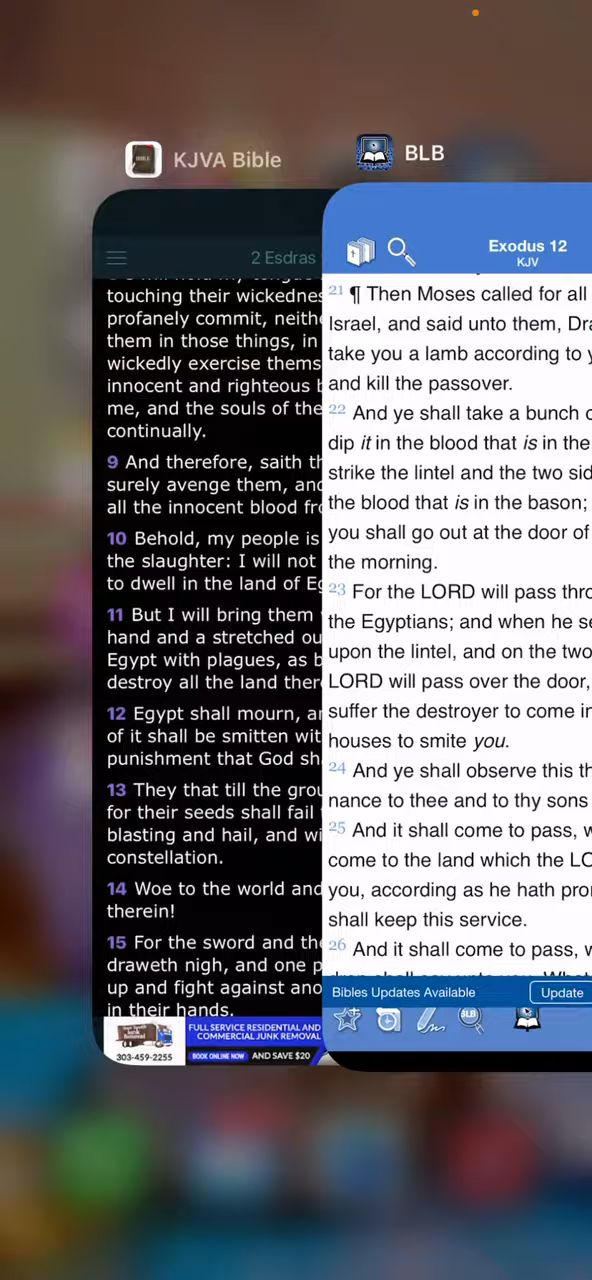 KJVA Bible
2 Esdras
touching their wickednes
profanely commit, neithe
them in those things, in
wickedly exercise thems
innocent and righteous b
me, and the souls of the
continually.
9 And therefore, saith th
surely avenge them, and
all the innocent blood fro
10 Behold, my people is
the slaughter: I will not
to dwell in the land of Eg
11 But I will bring them
hand and a stretched ou
Egypt with plagues, as b
destroy all the land there
12 Egypt shall mourn, an
of it shall be smitten wit
punishment that God sh
13 They that till the grou
for their seeds shall fail
blasting and hail, and wi
constellation.
14 Woe to the world and
therein!
15 For the sword and the
draweth nigh, and one p
up and fight against ano
in their hands.
303-459-2255
FULL SERVICE RESIDENTIAL AND
COMMERCIAL JUNK REMOVAL
BOOK ONLINE NOW AND SAVE $20
BLB
Exodus 12
KJV
21 ¶ Then Moses called for all
Israel, and said unto them, Dra
take you a lamb according to y
and kill the passover.
22 And ye shall take a bunch o
dip it in the blood that is in the
strike the lintel and the two sid
the blood that is in the bason;
you shall go out at the door of
the morning.
23 For the LORD will pass thro
the Egyptians; and when he se
upon the lintel, and on the two
LORD will pass over the door,
suffer the destroyer to come in
houses to smite you.
24 And ye shall observe this th
nance to thee and to thy sons
25 And it shall come to pass, w
come to the land which the LO
you, according as he hath pro
shall keep this service.
26 And it shall come to pass, w
Bibles Updates Available
Update